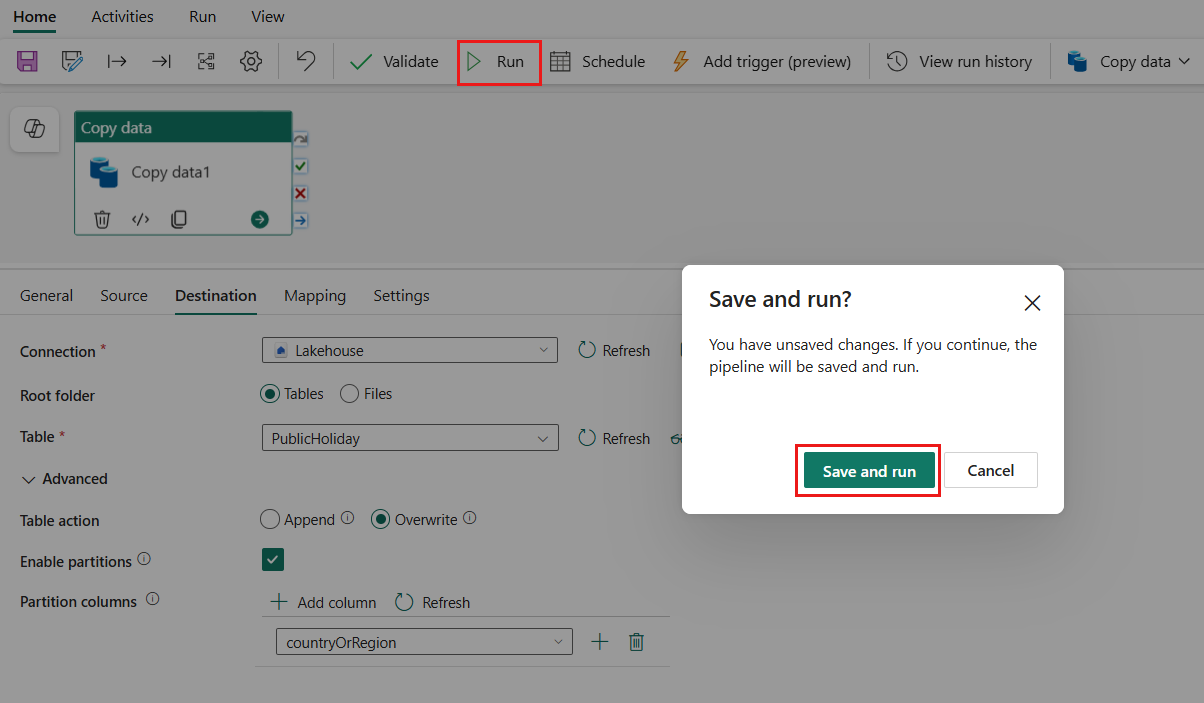 Home Activities Run View
Validate Run Schedule Add trigger (preview) View run history Copy data
Copy data
Copy data1
General Source Destination Mapping Settings
Connection * Lakehouse Refresh
Root folder Tables Files
Table * PublicHoliday Refresh
Advanced
Table action Append Overwrite
Enable partitions
Partition columns Add column Refresh
countryOrRegion
Save and run?
You have unsaved changes. If you continue, the
pipeline will be saved and run.
Save and run Cancel